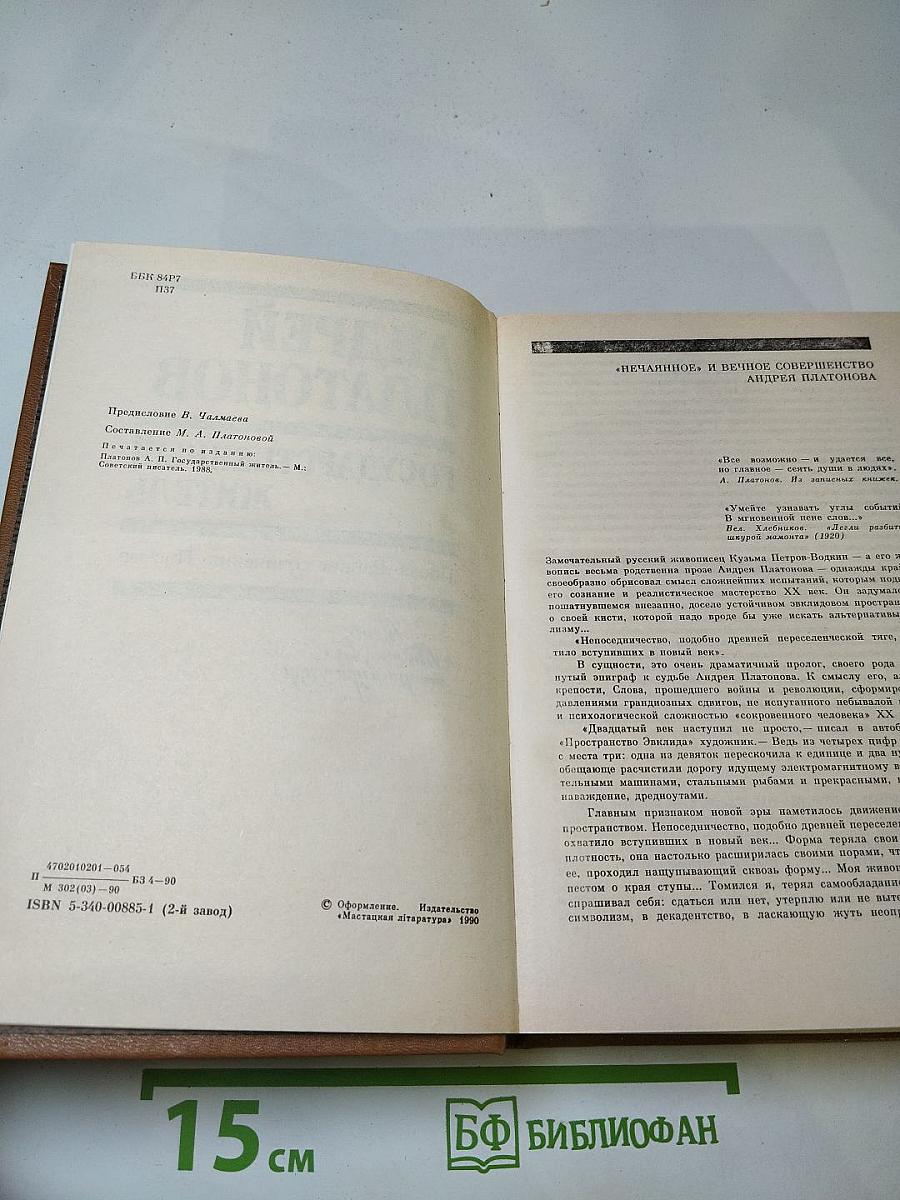 ББК 84Р7
П37
Предисловие В. Чалмаева
Составление М. А. Платоновой
Печатается по изданию:
Платонов А. П. Государственный житель.— М.:
Советский писатель. 1988.
4702010201—054
П БЗ 4—90
М 302(03)—90
ISBN 5-340-00885-1 (2-й завод)
© Оформление. Издательство
«Мастацкая літаратура» 1990
«НЕЧАЯННОЕ» И ВЕЧНОЕ СОВЕРШЕНСТВО
АНДРЕЯ ПЛАТОНОВА
«Все возможно — и удается все,
но главное — сеять души в людях».
А. Платонов. Из записных книжек.
«Умейте узнавать углы событий
В мгновенной пене слов...»
Вел. Хлебников. «Легли
шкурой мамонта» (1920)
Замечательный русский живописец Кузьма Петров-Водкин — а его
вопись весьма родственна прозе Андрея Платонова — однажды
своеобразно обрисовал смысл сложнейших испытаний, которым
его сознание и реалистическое мастерство XX век. Он
пошатнувшемся внезапно, доселе устойчивом эвклидовом
о своей кисти, которой надо вроде бы уже искать
лизму...
«Непоседничество, подобно древней переселенческой тяге,
тило вступивших в новый век».
В сущности, это очень драматичный пролог, своего рода
нутый эпиграф к судьбе Андрея Платонова. К смыслу его,
крепости, Слова, прошедшего войны и революции,
давлениями грандиозных сдвигов, не испуганного небывалой
и психологической сложностью «сокровенного человека» XX
«Двадцатый век наступил не просто,— писал в
«Пространство Эвклида» художник.— Ведь из четырех цифр
с места три: одна из девяток перескочила к единице и два
обещающе расчистили дорогу идущему электромагнитному
тельными машинами, стальными рыбами и прекрасными,
наваждение, дредноутами.
Главным признаком новой эры наметилось движение
пространством. Непоседничество, подобно древней
охватило вступивших в новый век... Форма теряла свои
плотность, она настолько расширилась своими порами,
ее, проходил нащупывающий сквозь форму... Моя
пестом о края ступы... Томился я, терял самообладание
спрашивал себя: сдаться или нет, утерплю или не
символизм, в декадентство, в ласкающую жуть
15 см
БФ БИБЛИОФАН